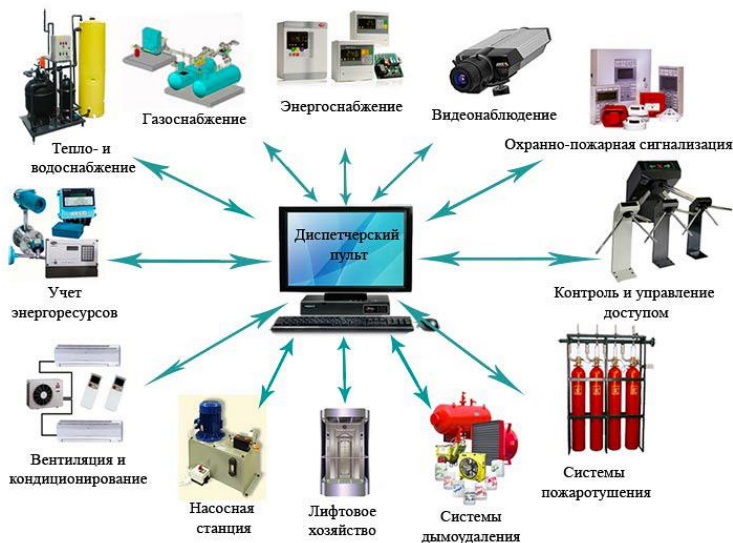 Тепло- и
водоснабжение
Газоснабжение
Энергоснабжение
Видеонаблюдение
Охранно-пожарная сигнализация
Диспетчерский
пульт
Учет
энергоресурсов
Контроль и управление
доступом
Вентиляция и
кондиционирование
Насосная
станция
Лифтовое
хозяйство
Системы
дымоудаления
Системы
пожаротушения